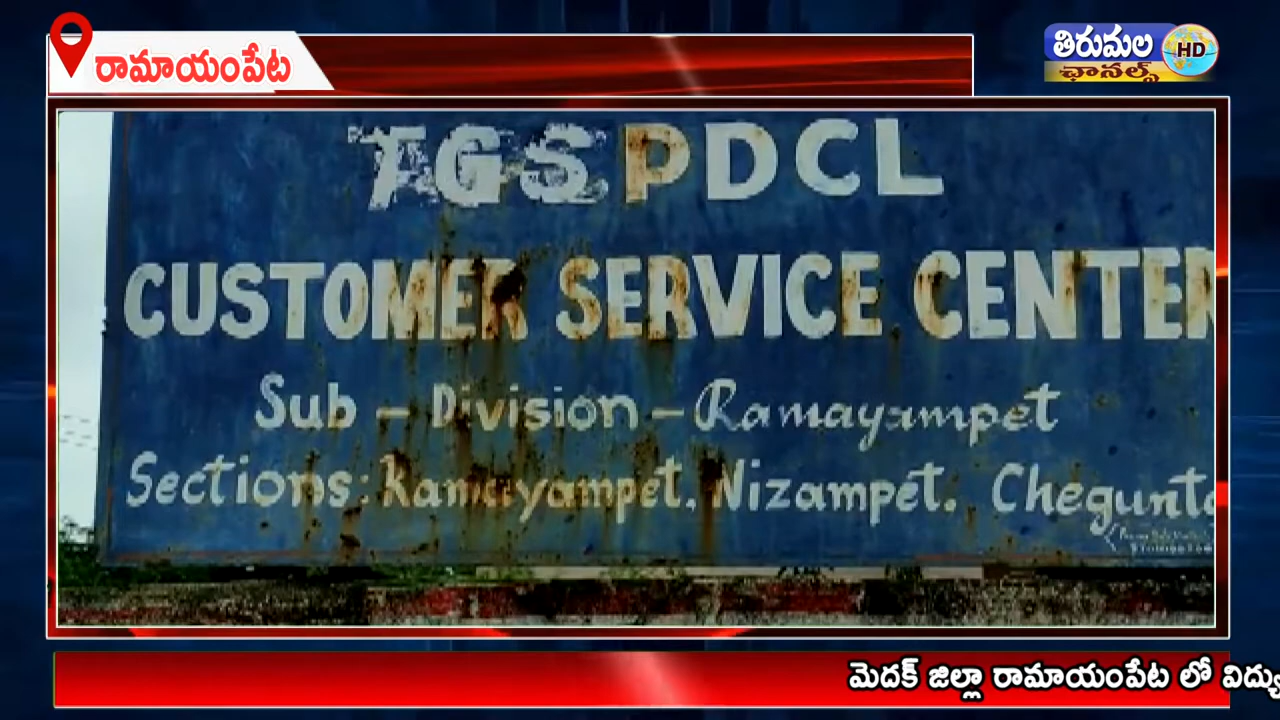 రామాయంపేట
తిరుమల
ఛానల్స్
HD
TGSPDCL
CUSTOMER SERVICE CENTER
Sub - Division - Ramayampet
Sections: Ramayampet. Nizampet. Chegunta
మెదక్ జిల్లా రామాయంపేట లో విద్యు